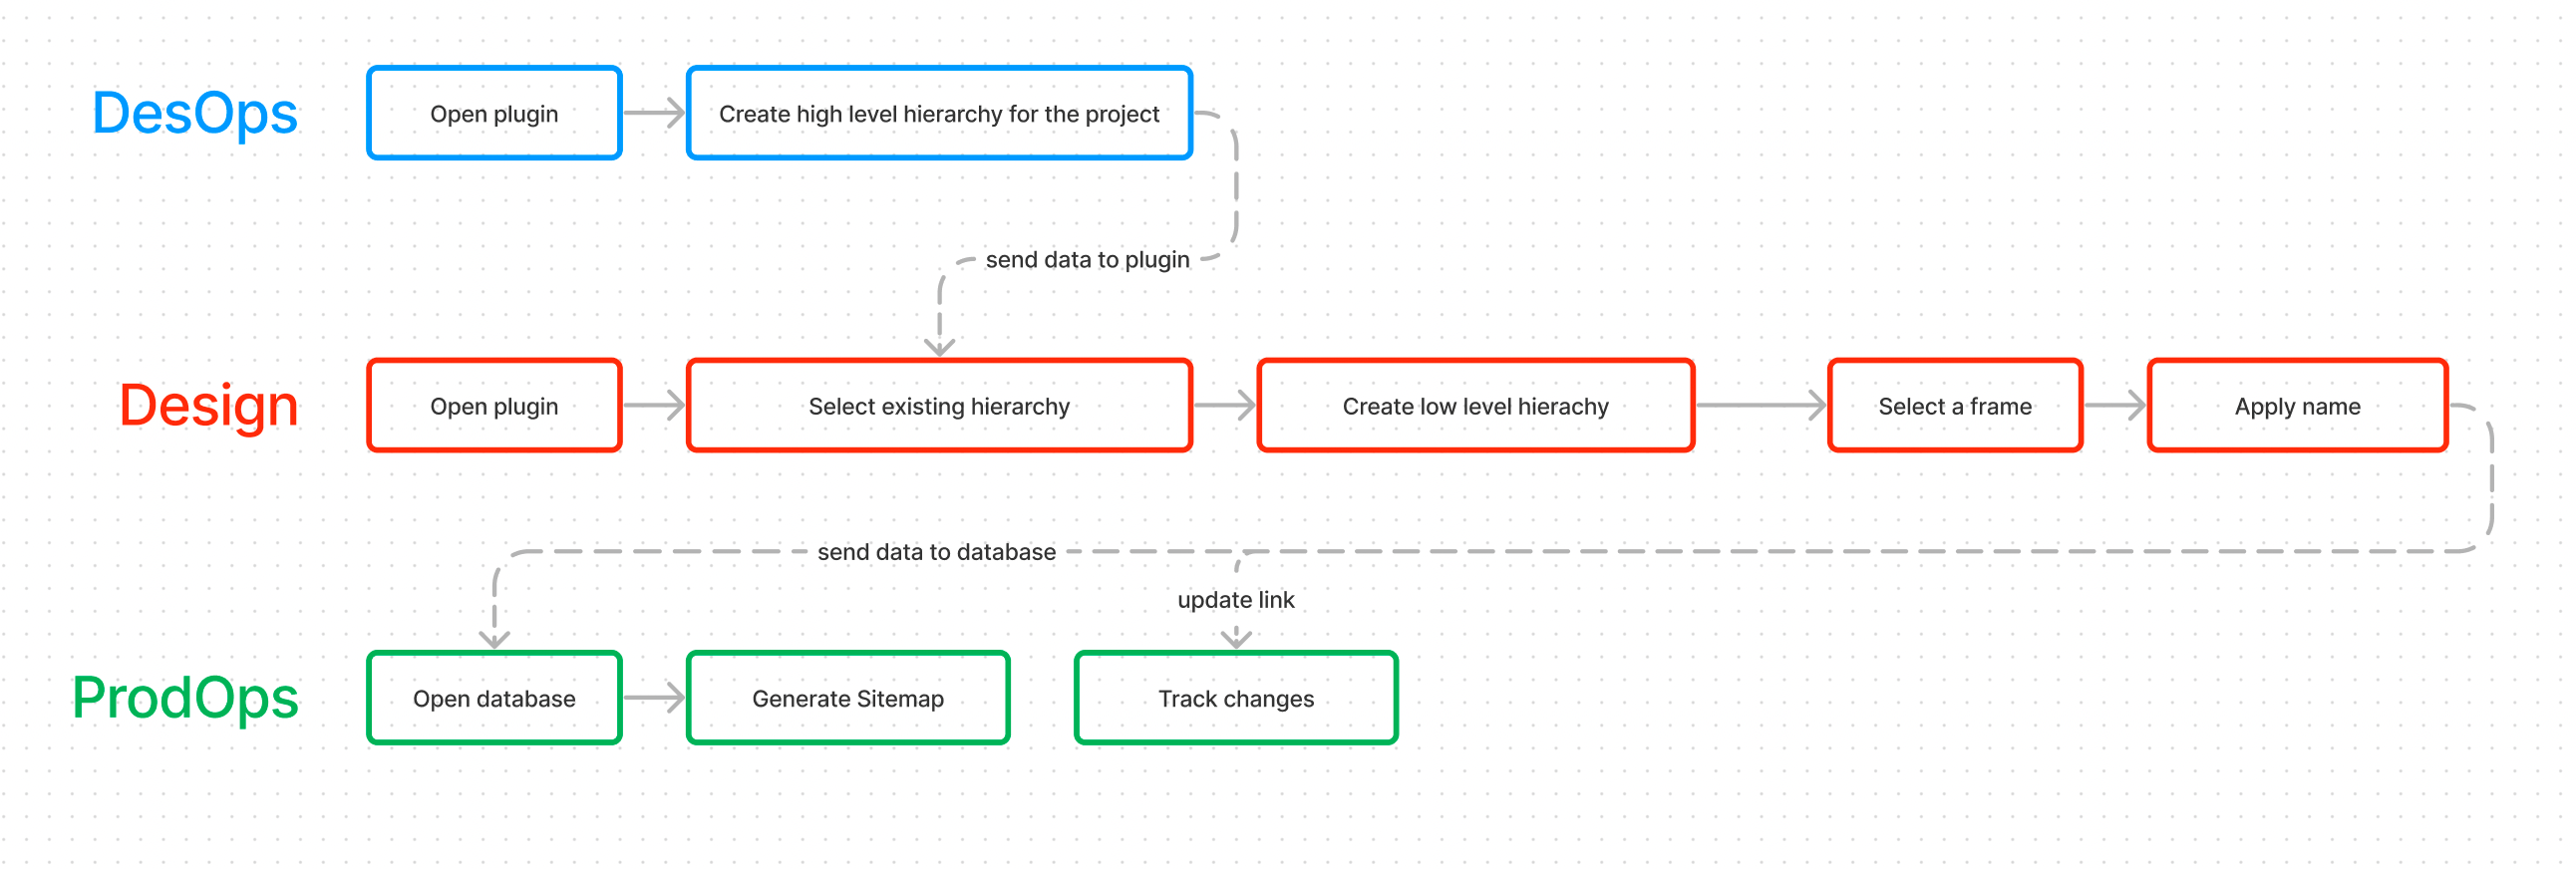 DesOps
Open plugin
Create high level hierarchy for the project
send data to plugin
Design
Open plugin
Select existing hierarchy
Create low level hierachy
Select a frame
Apply name
send data to database
update link
ProdOps
Open database
Generate Sitemap
Track changes